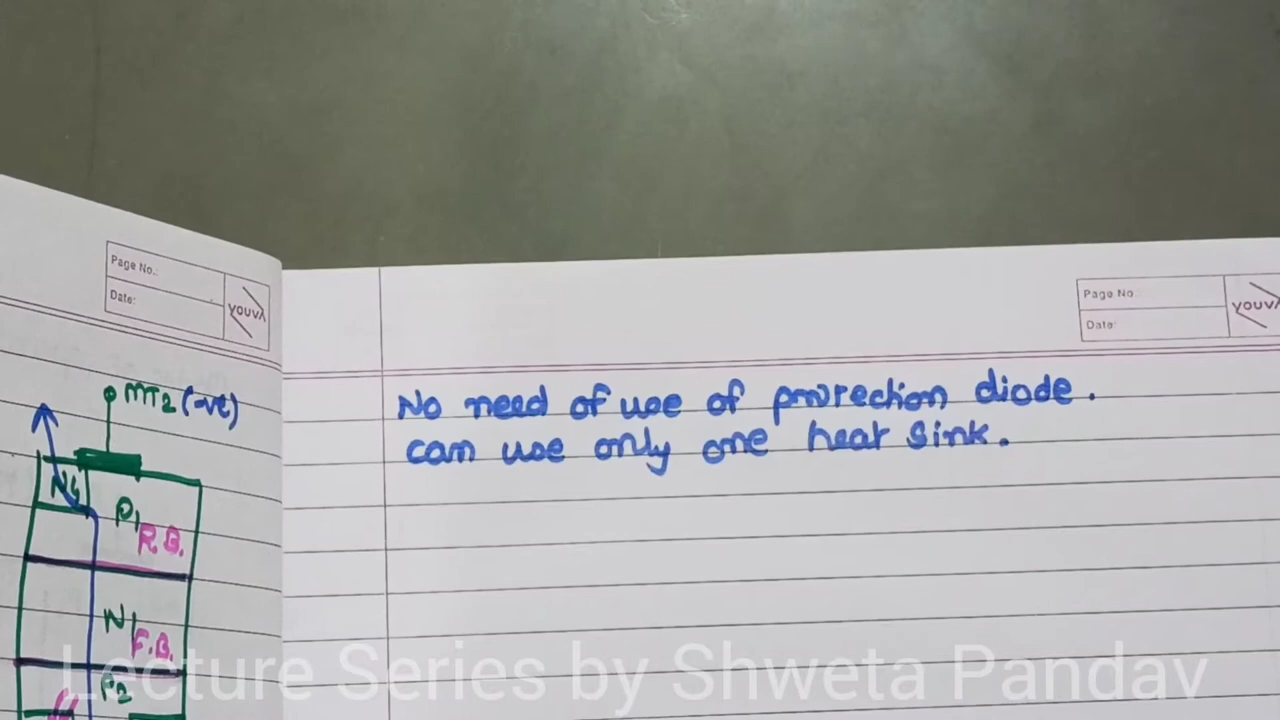 Page No.:
Date:
youva
MT2 (-ve)
N4
P1
R.B.
N1
F.B.
P2
Page No
Date:
youva
No need of use of protection diode.
can use only one heat sink.
Lecture Series by Shweta Pandav